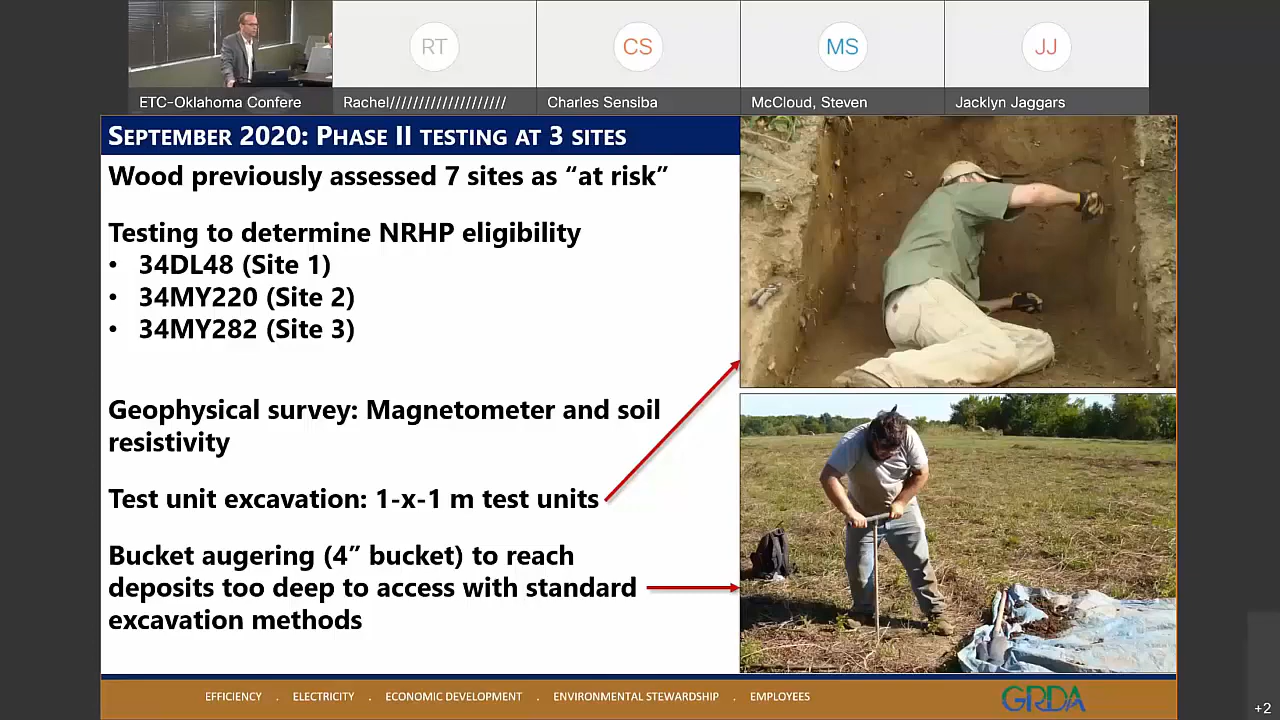 RT
CS
MS
JJ
ETC-Oklahoma Confere
Rachel////////////////////
Charles Sensiba
McCloud, Steven
Jacklyn Jaggars
SEPTEMBER 2020: PHASE II TESTING AT 3 SITES
Wood previously assessed 7 sites as “at risk”
Testing to determine NRHP eligibility
• 34DL48 (Site 1)
• 34MY220 (Site 2)
• 34MY282 (Site 3)
Geophysical survey: Magnetometer and soil
resistivity
Test unit excavation: 1-x-1 m test units
Bucket augering (4” bucket) to reach
deposits too deep to access with standard
excavation methods
EFFICIENCY . ELECTRICITY . ECONOMIC DEVELOPMENT . ENVIRONMENTAL STEWARDSHIP . EMPLOYEES
GRDA
+2